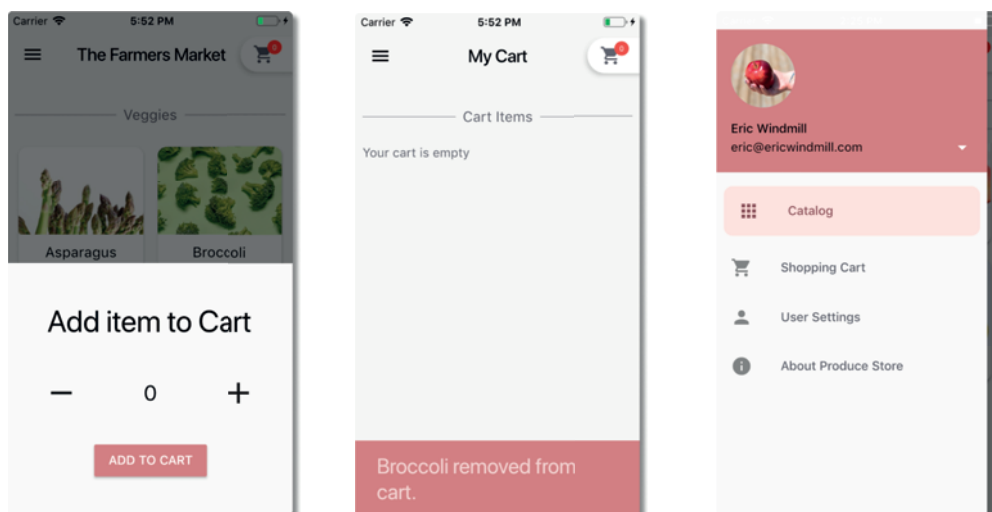 Carrier 5:52 PM
The Farmers Market 0
Veggies
Asparagus Broccoli
Add item to Cart
0
ADD TO CART
Carrier 5:52 PM
My Cart 0
Cart Items
Your cart is empty
Broccoli removed from
cart.
Eric Windmill
eric@ericwindmill.com
Catalog
Shopping Cart
User Settings
About Produce Store